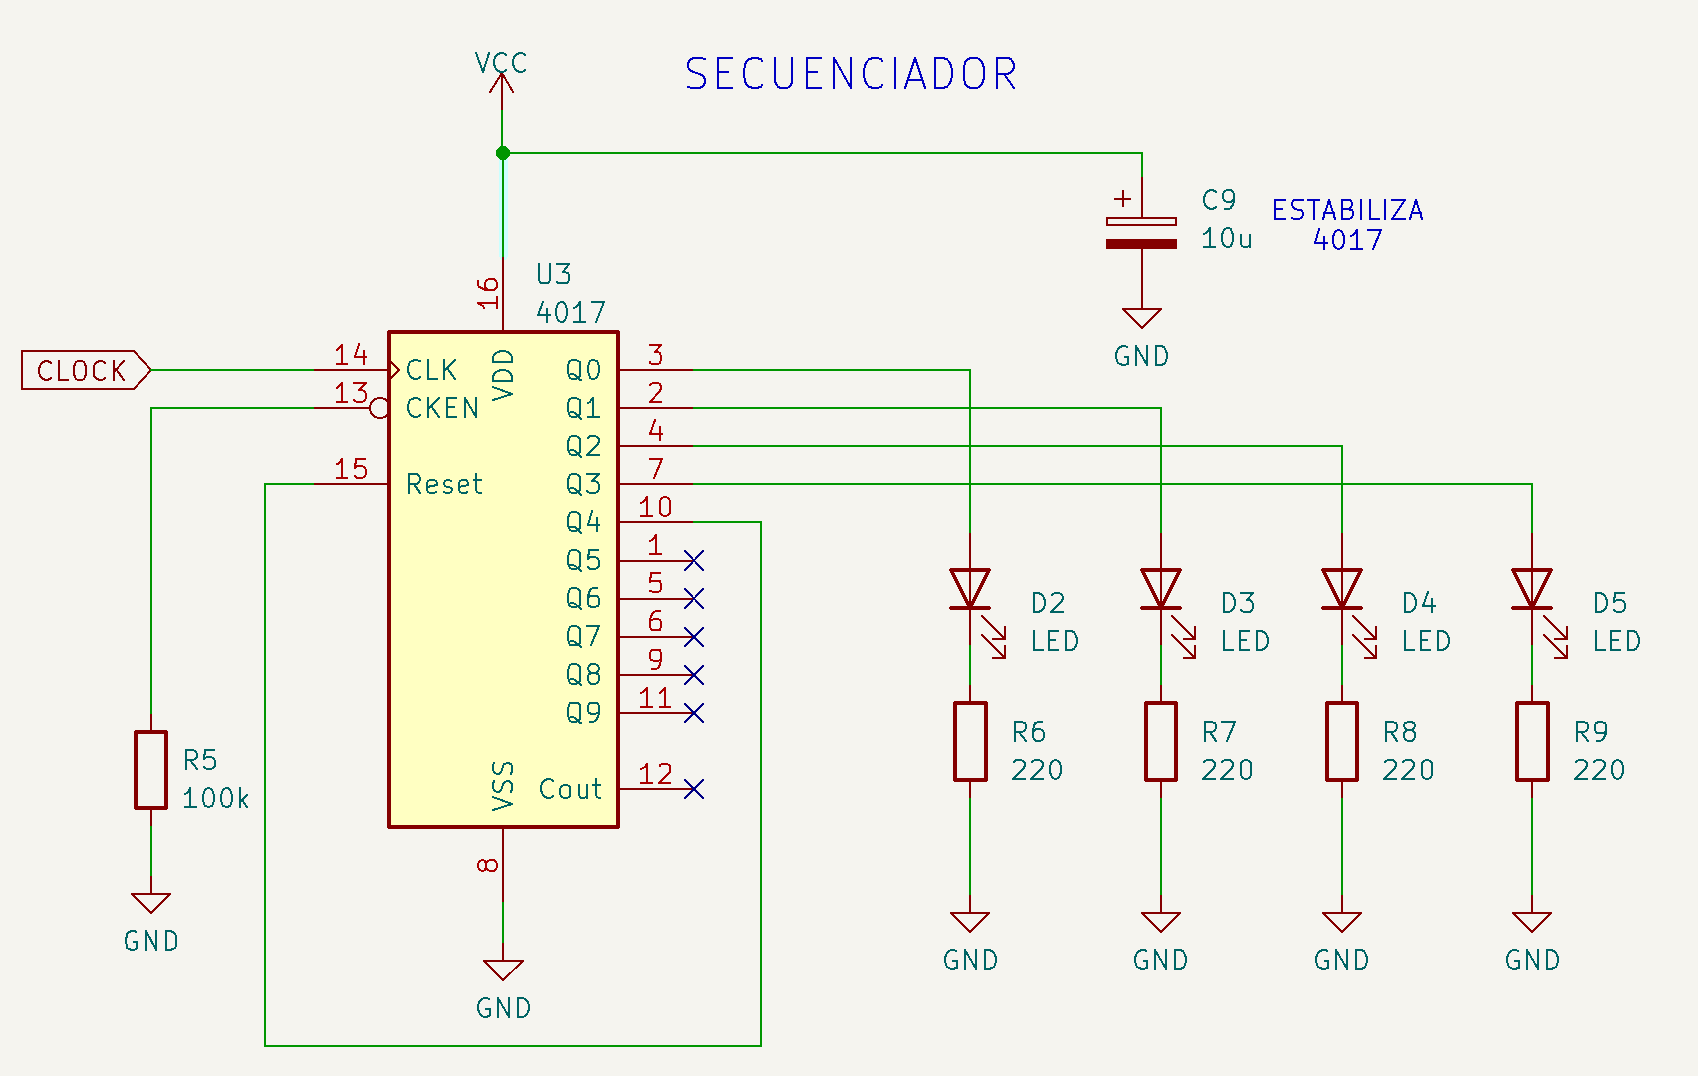 VCC
SECUENCIADOR
C9
10u
ESTABILIZA
4017
GND
U3
4017
16
CLOCK
14
CLK
VDD
Q0
3
13
CKEN
Q1
2
Q2
4
15
Reset
Q3
7
Q4
10
Q5
1
Q6
5
Q7
6
Q8
9
Q9
11
VSS
Cout
12
8
GND
R5
100k
GND
D2
LED
D3
LED
D4
LED
D5
LED
R6
220
R7
220
R8
220
R9
220
GND
GND
GND
GND